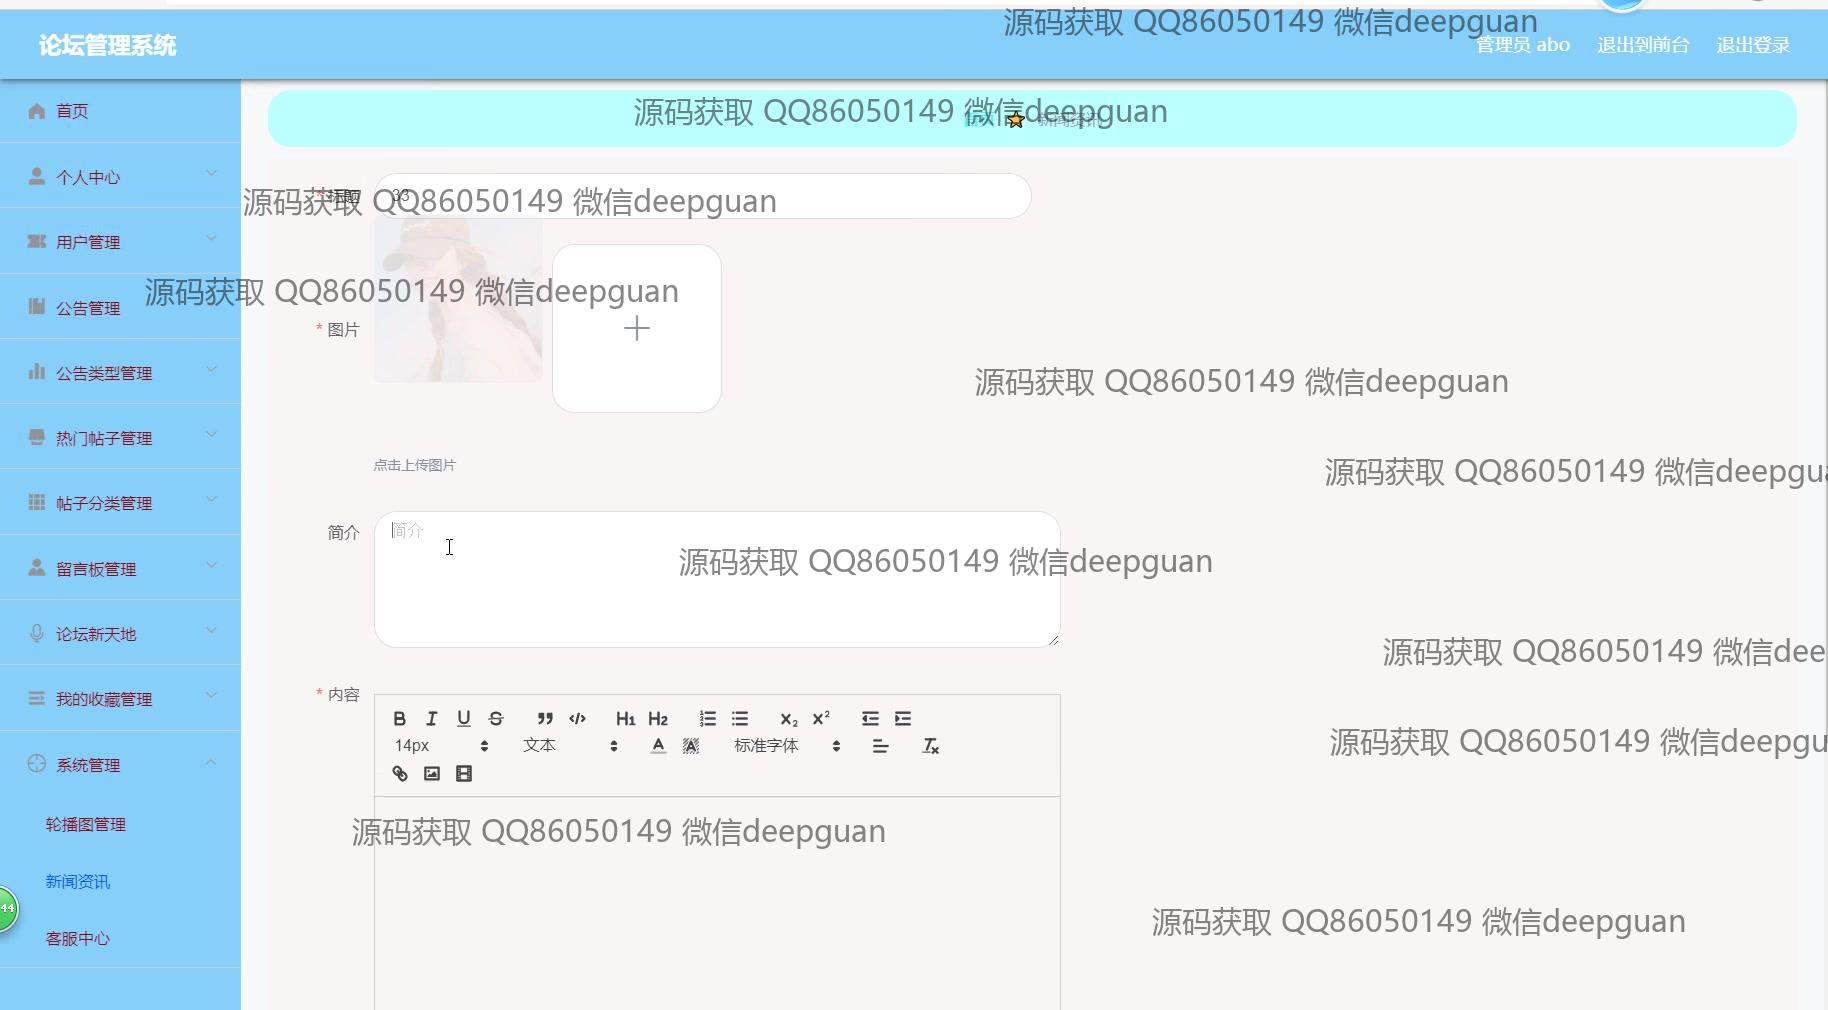 源码获取 QQ86050149 微信deepguan
论坛管理系统
管理员 abo
退出到前台
退出登录
源码获取 QQ86050149 微信deepguan
首页
新闻资讯
首页
个人中心
源码获取 QQ86050149 微信deepguan
* 标题
33
用户管理
源码获取 QQ86050149 微信deepguan
公告管理
* 图片
公告类型管理
源码获取 QQ86050149 微信deepguan
热门帖子管理
点击上传图片
源码获取 QQ86050149 微信deepgua
帖子分类管理
简介
简介
源码获取 QQ86050149 微信deepguan
留言板管理
论坛新天地
源码获取 QQ86050149 微信dee
* 内容
我的收藏管理
B I U S H1 H2 X2 X2
14px
文本
A A
标准字体
Tx
源码获取 QQ86050149 微信deepgu
系统管理
轮播图管理
源码获取 QQ86050149 微信deepguan
新闻资讯
44
源码获取 QQ86050149 微信deepguan
客服中心